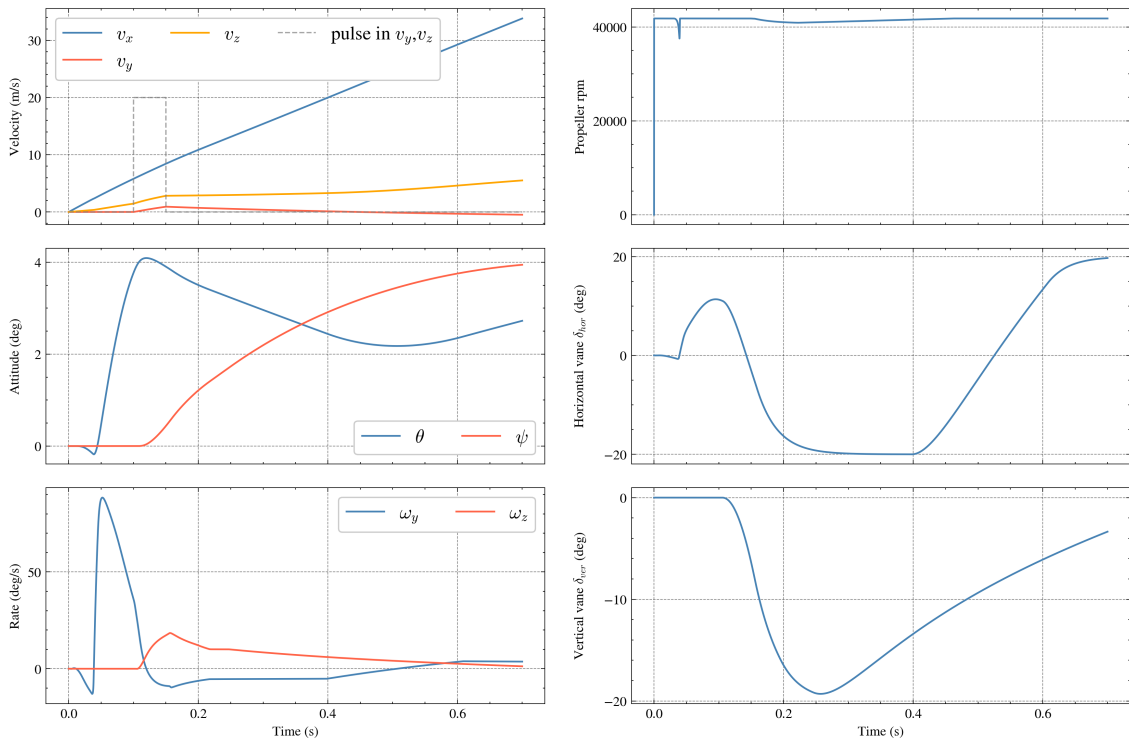 30
20
10
0
Velocity (m/s)
v_x
v_y
v_z
pulse in v_y,v_z
40000
20000
0
Propeller rpm
4
2
0
Attitude (deg)
θ
ψ
20
0
−20
Horizontal vane δ_hor (deg)
50
0
Rate (deg/s)
ω_y
ω_z
0.0 0.2 0.4 0.6
Time (s)
0
−10
−20
Vertical vane δ_ver (deg)
0.0 0.2 0.4 0.6
Time (s)